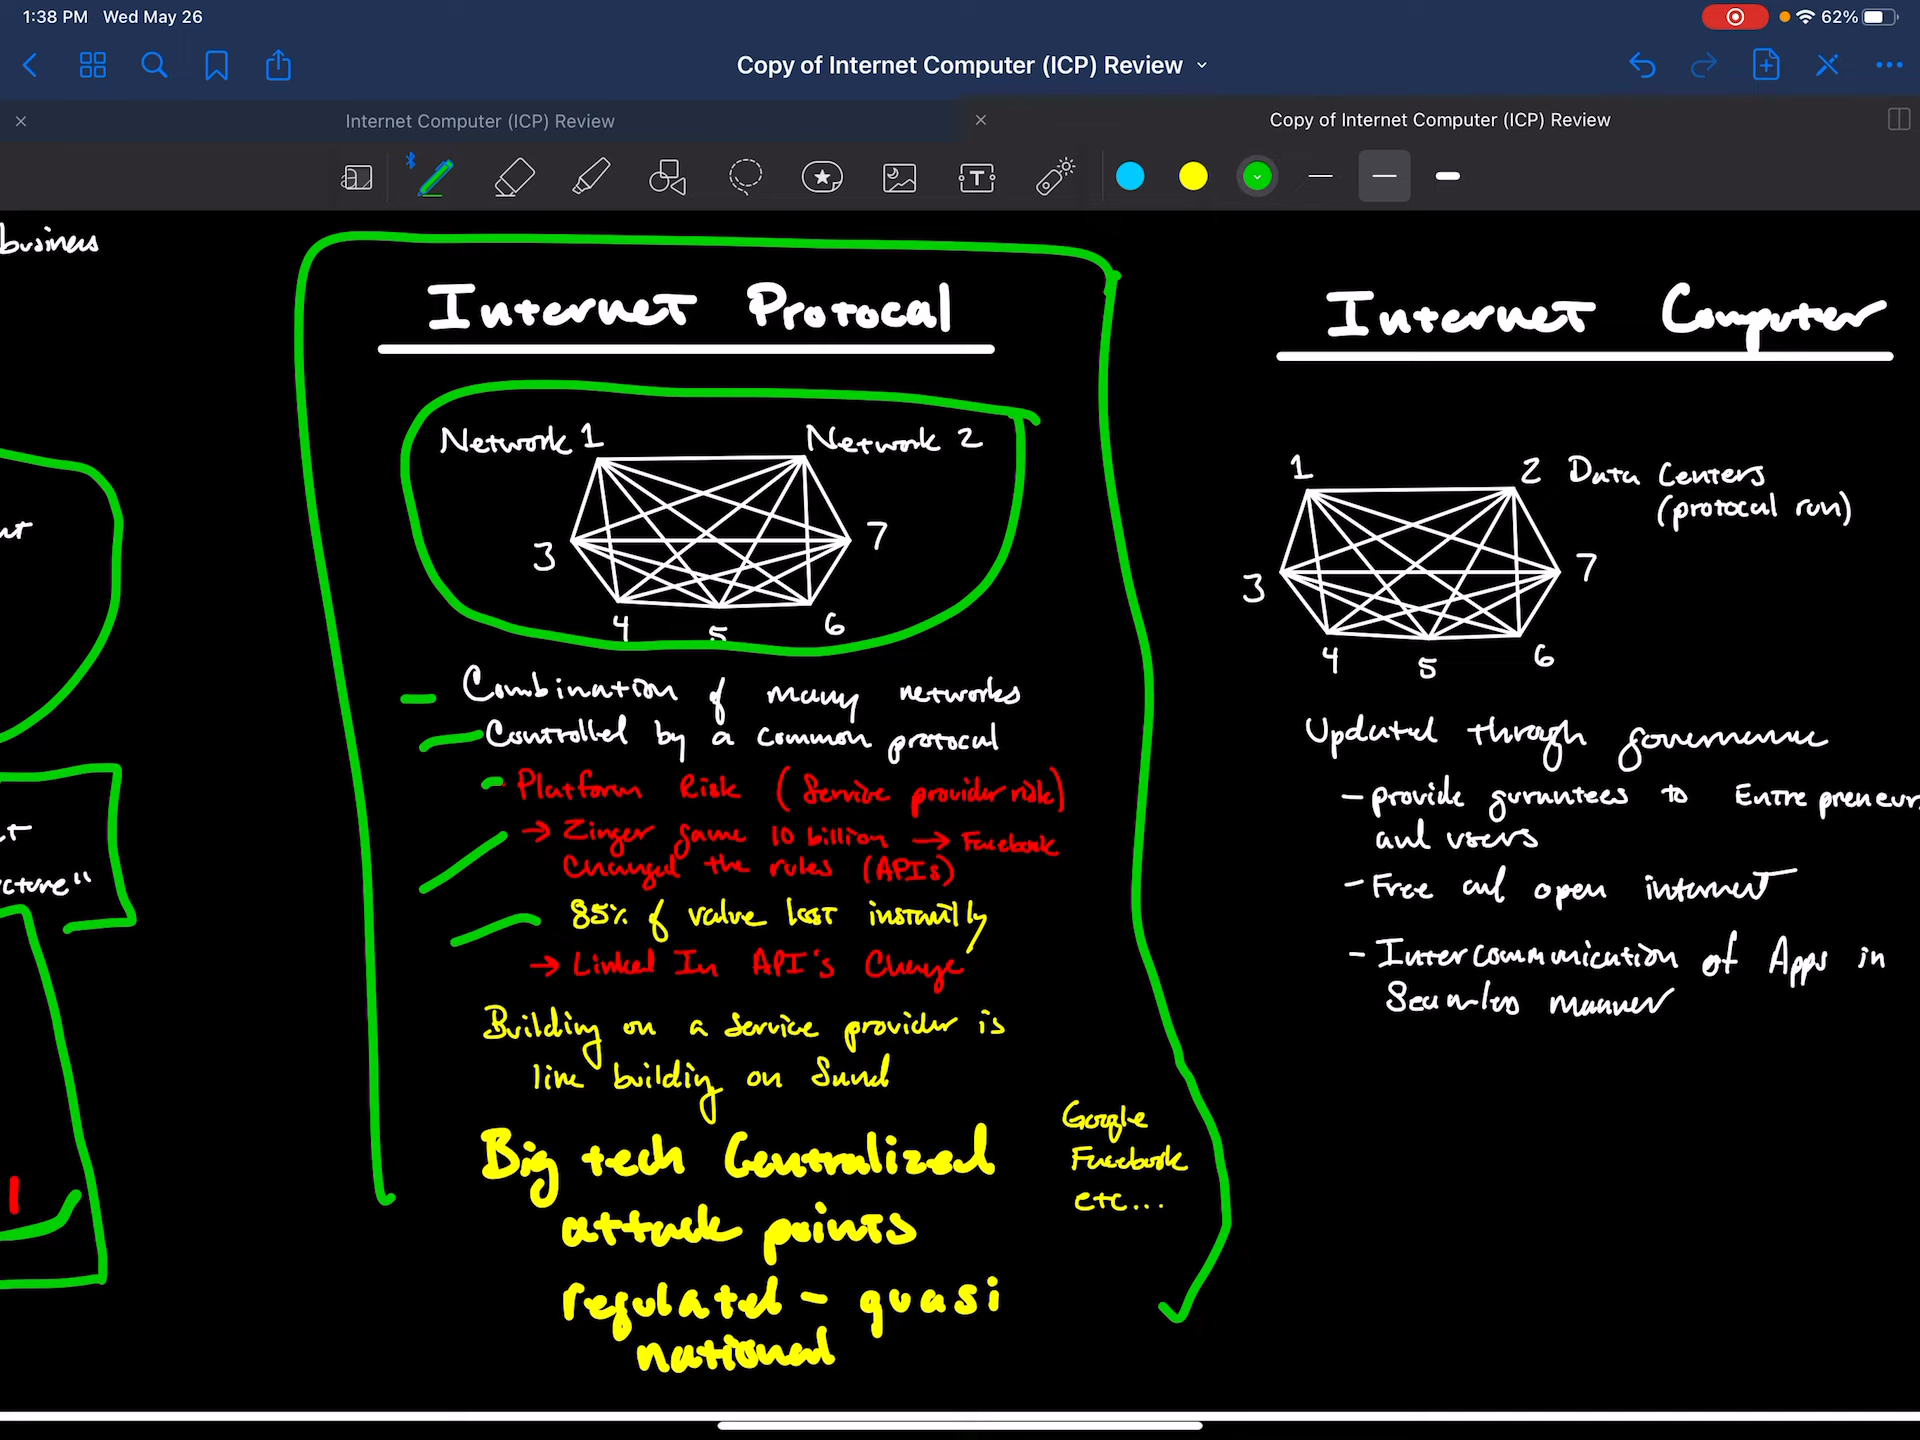 1:38 PM Wed May 26
62%
Copy of Internet Computer (ICP) Review
Internet Computer (ICP) Review
Copy of Internet Computer (ICP) Review
business
Internet Protocal
Network 1 Network 2
3 7
4 5 6
Combination of many networks
Controlled by a common protocal
Platform Risk (Service provider risk)
→ Zinger game 10 billion → Facebook
Changed the rules (APIs)
85% of value lost instantly
→ Linked In API's Change
Building on a service provider is
line building on Sand
Big tech Centralized
attack points
regulated - quasi
national
Google
Facebook
etc...
cture"
Internet Computer
1 2 Data Centers
(protocal run)
3 7
4 5 6
Updated through governance
- provide guruntees to Entrepreneurs
and users
- Free and open internet
- Intercommunication of Apps in
Seamless manner